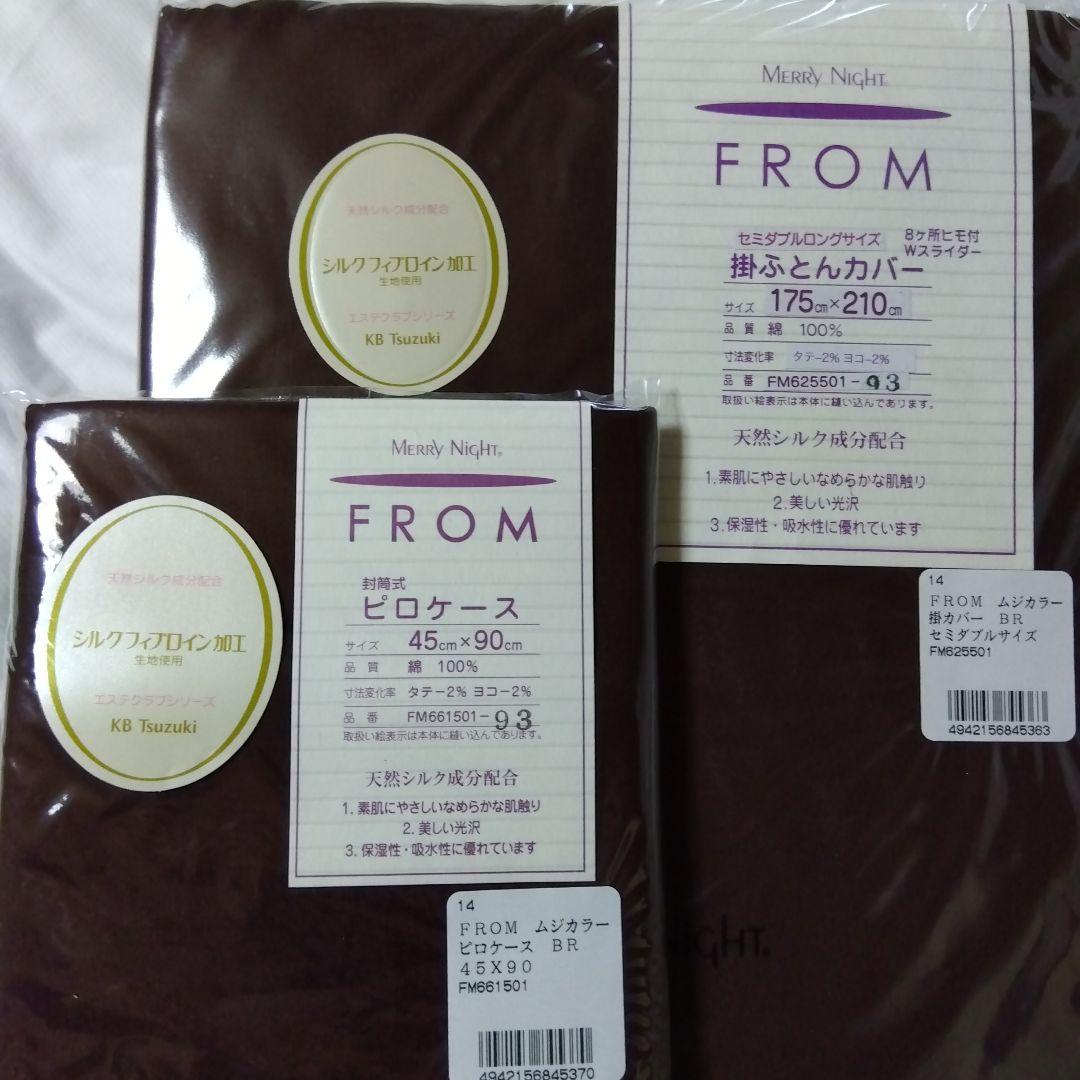 MERRY NIGHT
FROM
セミダブルロングサイズ
8ヶ所ヒモ付
Wスライダー
掛ふとんカバー
サイズ 175cm×210cm
品質 綿 100%
寸法変化率 タテ-2% ヨコ-2%
品番 FM625501-93
取扱い絵表示は本体に縫い込んであります。
天然シルク成分配合
1.素肌にやさしいなめらかな肌触り
2.美しい光沢
3.保湿性・吸水性に優れています
天然シルク成分配合
シルクフィブロイン加工
生地使用
エステクラブシリーズ
KB Tsuzuki
14
FROM ムジカラー
掛カバー BR
セミダブルサイズ
FM625501
4942156845363
MERRY NIGHT®
FROM
封筒式
ピロケース
サイズ 45cm×90cm
品質 綿 100%
寸法変化率 タテ-2% ヨコ-2%
品番 FM661501-93
取扱い絵表示は本体に縫い込んであります。
天然シルク成分配合
1.素肌にやさしいなめらかな肌触り
2.美しい光沢
3.保湿性・吸水性に優れています
天然シルク成分配合
シルクフィブロイン加工
生地使用
エステクラブシリーズ
KB Tsuzuki
14
FROM ムジカラー
ピロケース BR
45X90
FM661501
4942156845370
NIGHT®